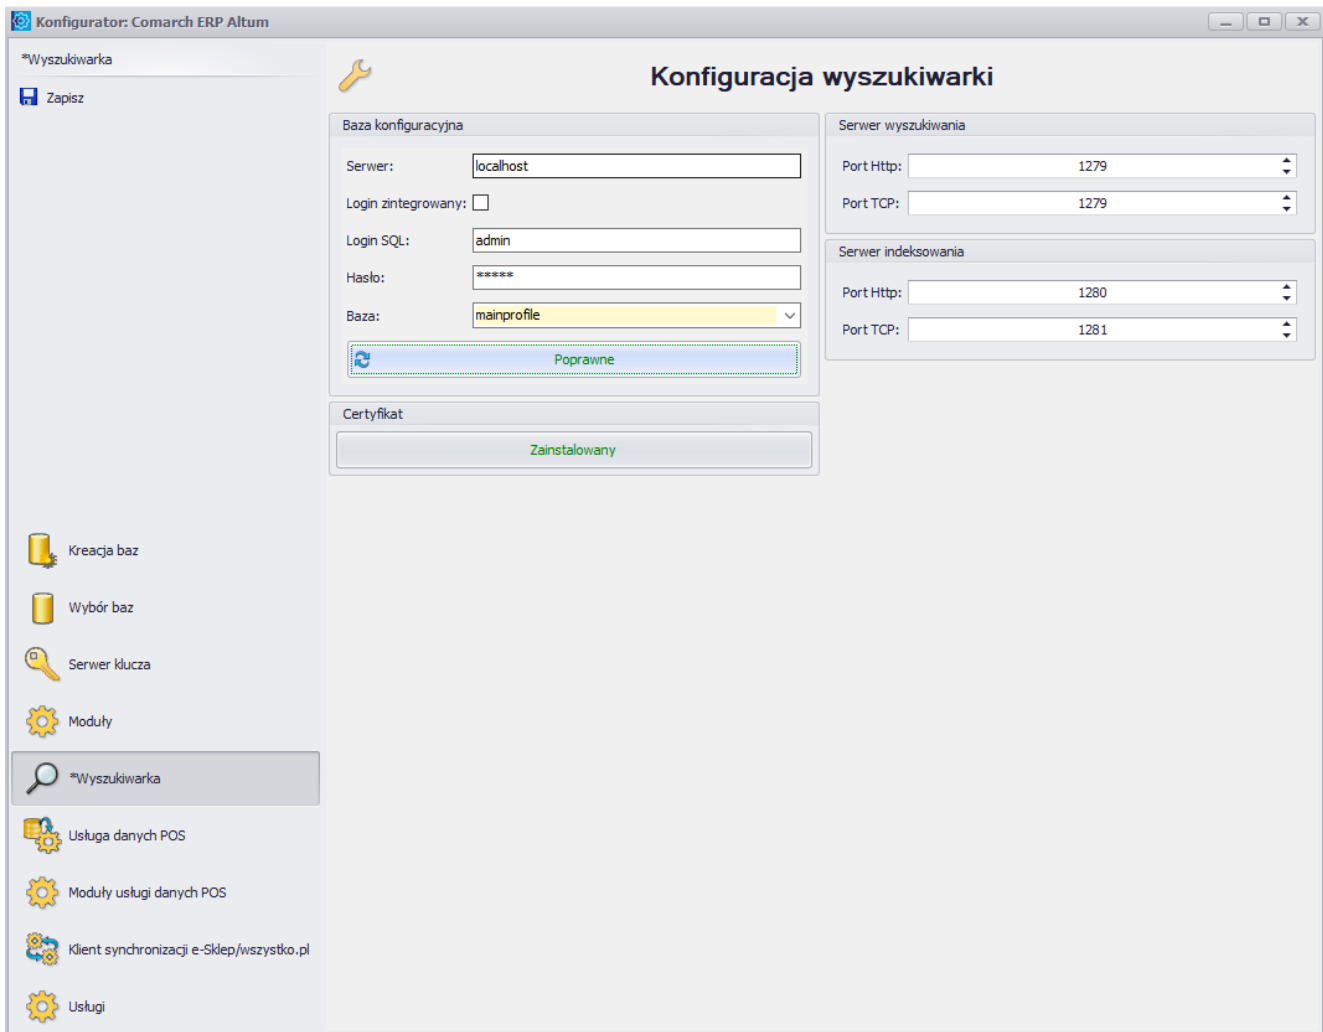 Konfigurator: Comarch ERP Altum
*Wyszukiwarka
Zapisz
Konfiguracja wyszukiwarki
Baza konfiguracyjna
Serwer: localhost
Login zintegrowany:
Login SQL: admin
Hasło: *****
Baza: mainprofile
Poprawne
Certyfikat
Zainstalowany
Serwer wyszukiwania
Port Http: 1279
Port TCP: 1279
Serwer indeksowania
Port Http: 1280
Port TCP: 1281
Kreacja baz
Wybór baz
Serwer klucza
Moduły
*Wyszukiwarka
Usługa danych POS
Moduły usługi danych POS
Klient synchronizacji e-Sklep/wszystko.pl
Usługi